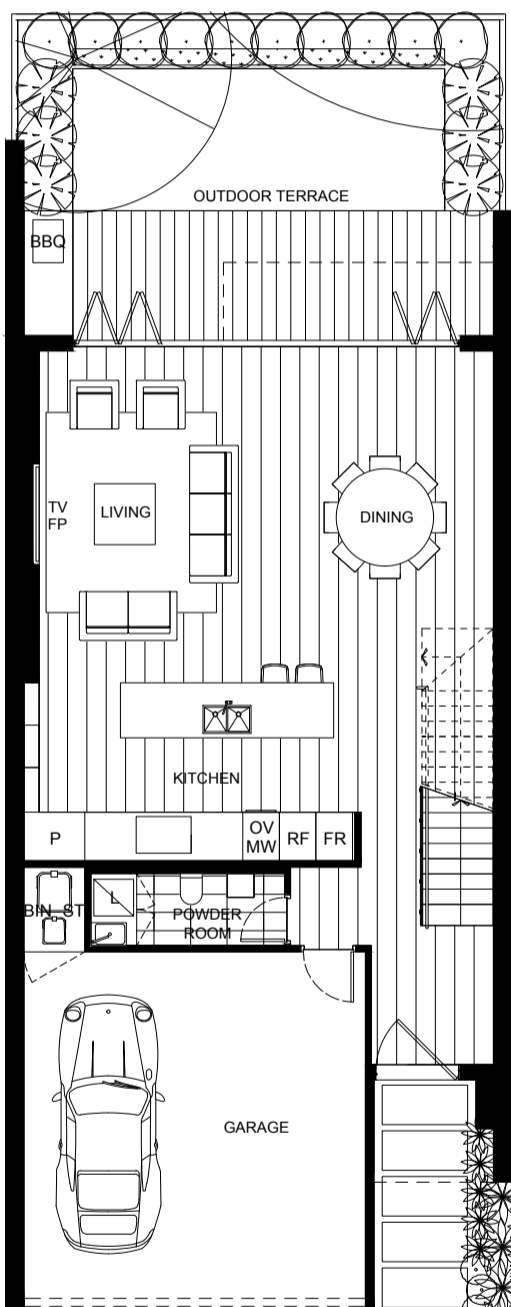 OUTDOOR TERRACE
BBQ
TV
FP
LIVING
DINING
KITCHEN
P
OV
MW
RF
FR
BIN ST
L
POWDER
ROOM
GARAGE